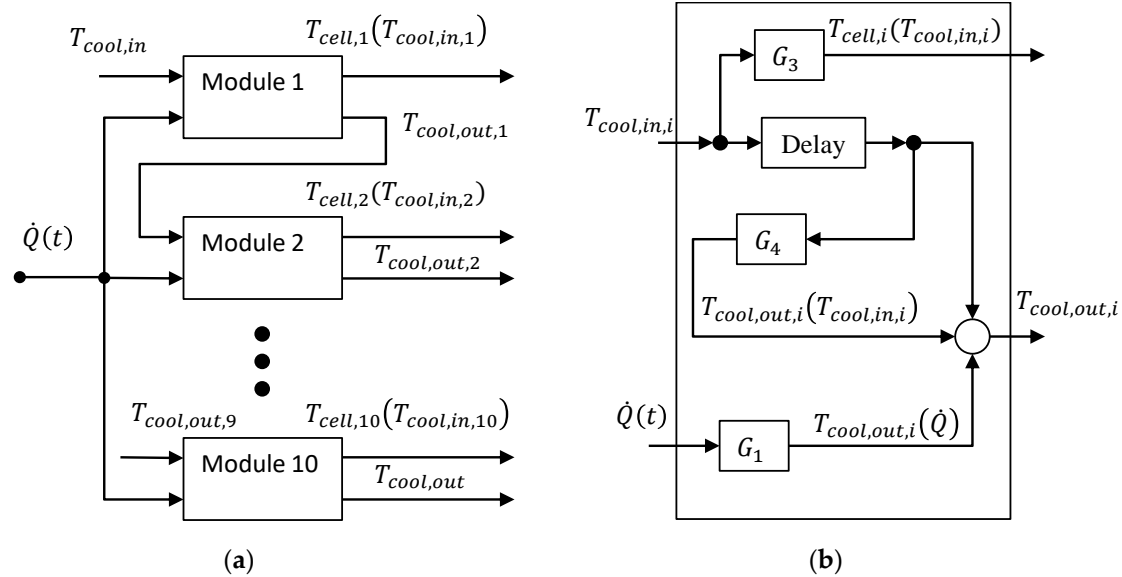 T_{cool,in}
T_{cell,1}(T_{cool,in,1})
Module 1
T_{cool,out,1}
T_{cell,2}(T_{cool,in,2})
Q̇(t)
Module 2
T_{cool,out,2}
T_{cool,out,9}
T_{cell,10}(T_{cool,in,10})
Module 10
T_{cool,out}
(a)
T_{cell,i}(T_{cool,in,i})
G_3
T_{cool,in,i}
Delay
G_4
T_{cool,out,i}(T_{cool,in,i})
T_{cool,out,i}
Q̇(t)
T_{cool,out,i}(Q̇)
G_1
(b)